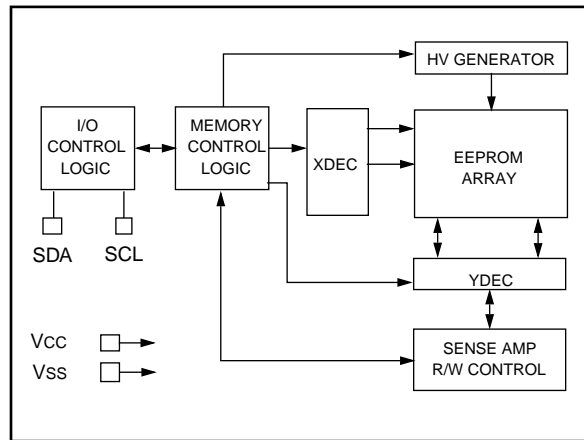 HV GENERATOR
I/O
CONTROL
LOGIC
MEMORY
CONTROL
LOGIC
XDEC
EEPROM
ARRAY
SDA
SCL
YDEC
VCC
VSS
SENSE AMP
R/W CONTROL